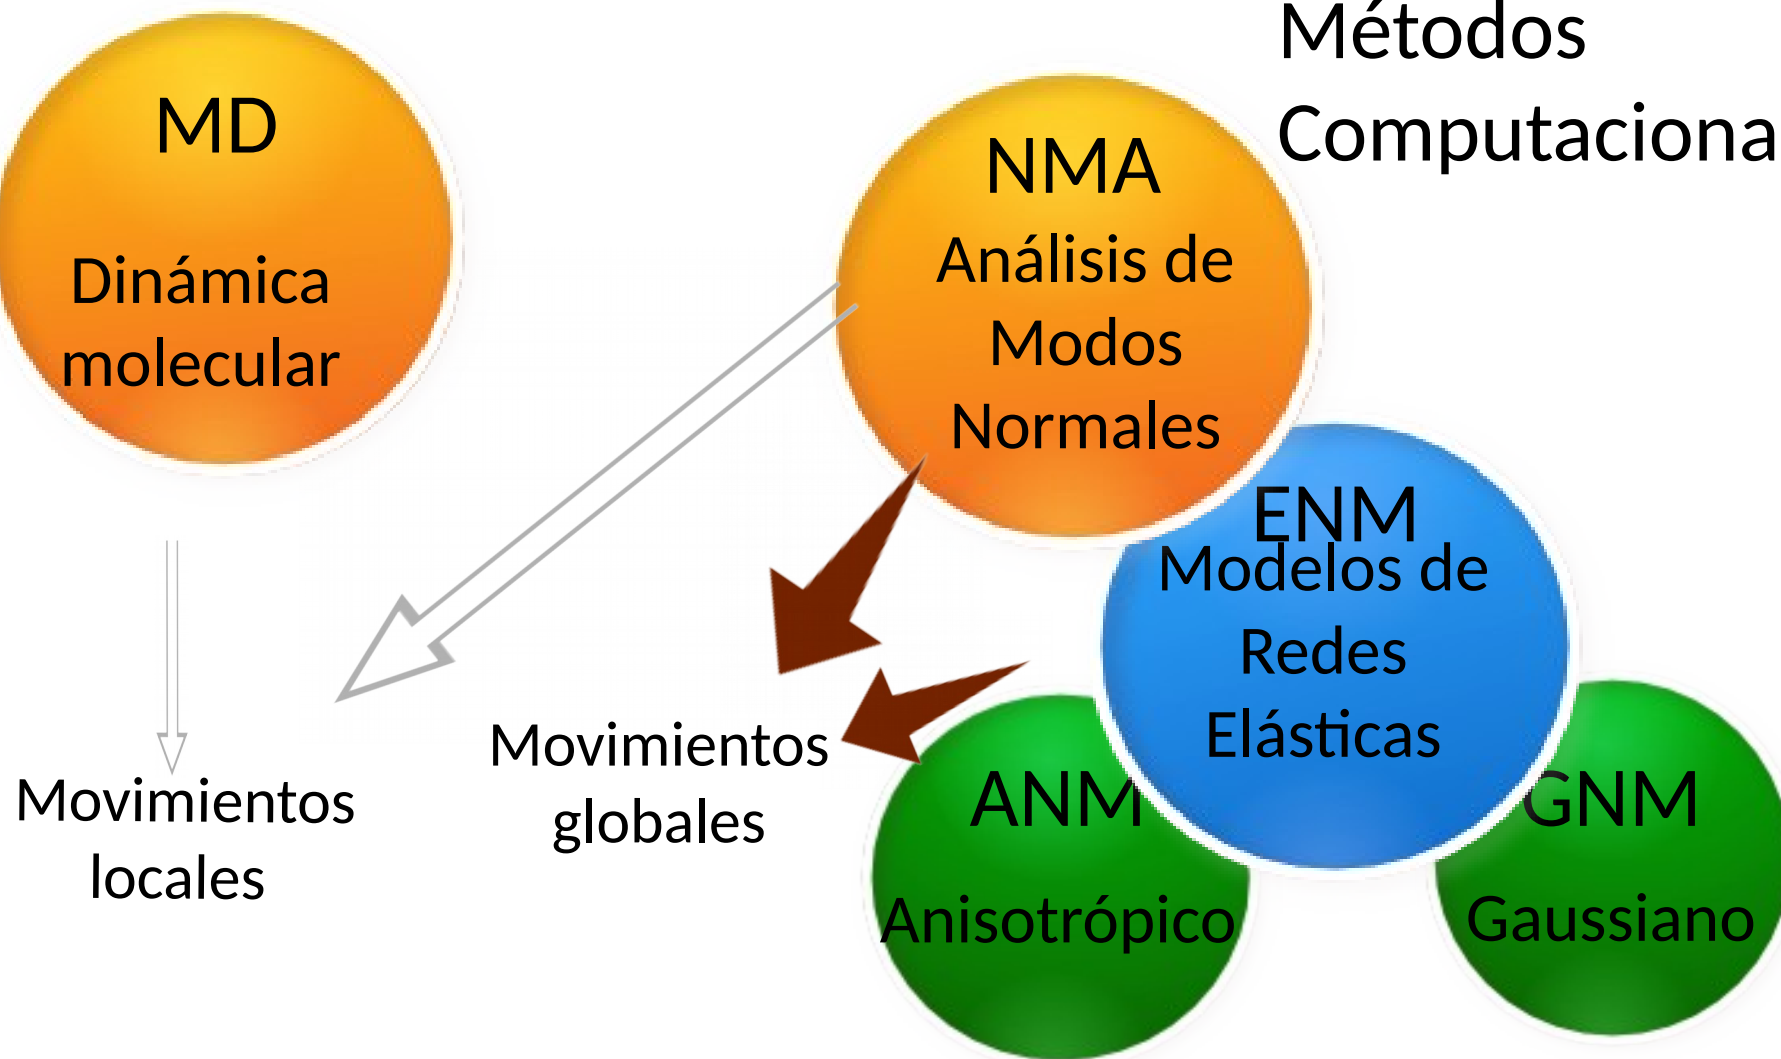 Métodos
Computaciona
MD
Dinámica
molecular
NMA
Análisis de
Modos
Normales
ENM
Modelos de
Redes
Elásticas
Movimientos
locales
Movimientos
globales
ANM
Anisotrópico
GNM
Gaussiano